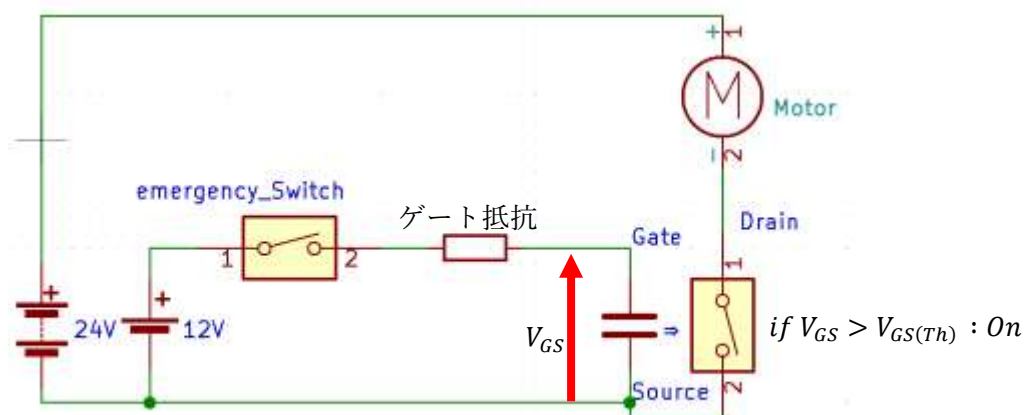 1
+
M
Motor
-
2
emergency_Switch
ゲート抵抗
Gate
Drain
1
2
1
+
24V
+
12V
V_GS
⇒
if V_GS > V_GS(Th) : On
Source
2